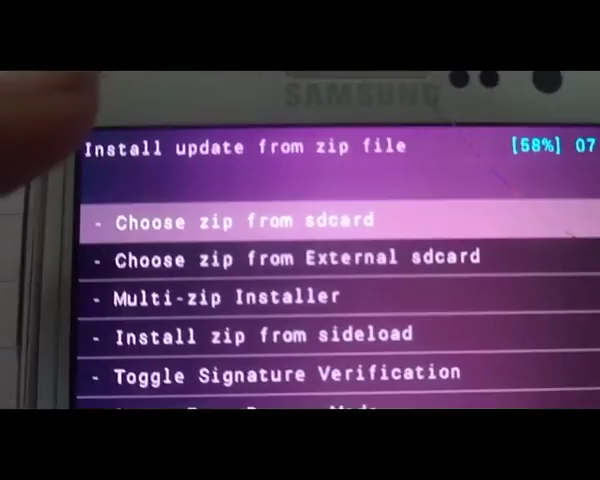 SAMSUNG
Install update from zip file [58%] 07
- Choose zip from sdcard
- Choose zip from External sdcard
- Multi-zip Installer
- Install zip from sideload
- Toggle Signature Verification